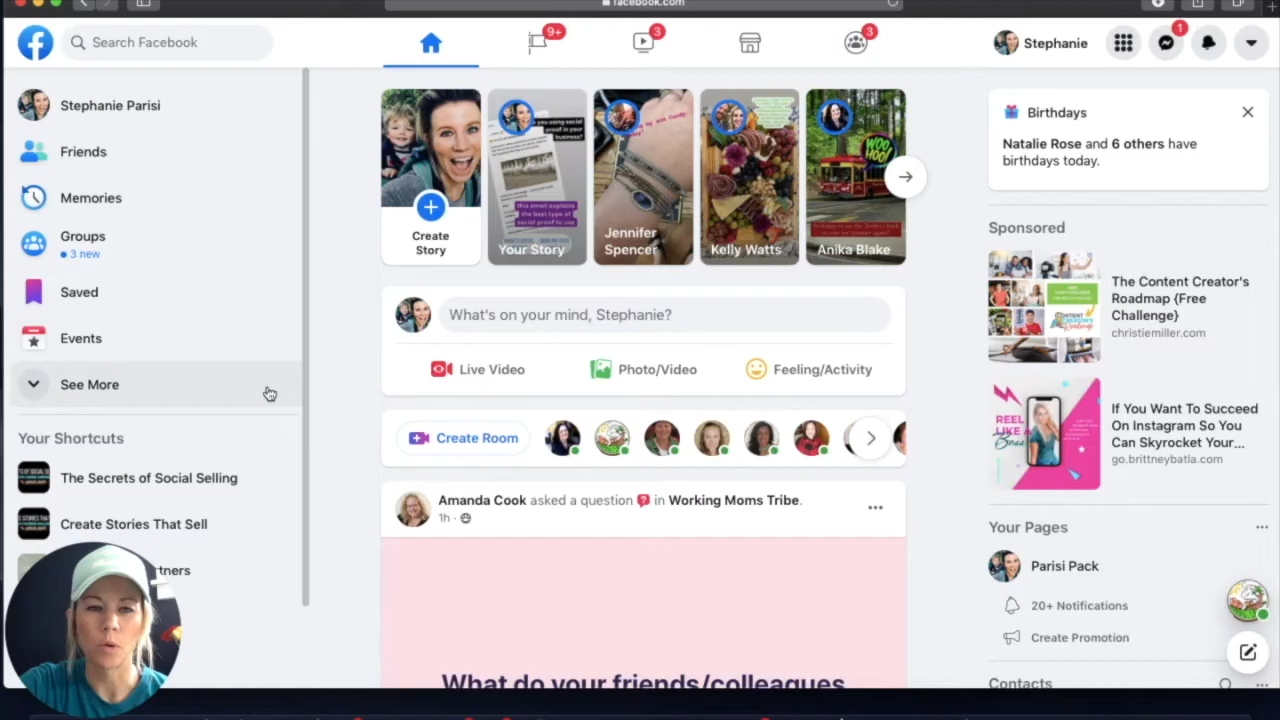 facebook.com
Search Facebook
9+
3
3
Stephanie
1
Stephanie Parisi
Friends
Memories
Groups
3 new
Saved
Events
See More
Your Shortcuts
The Secrets of Social Selling
Create Stories That Sell
Create
Story
Your Story
Jennifer
Spencer
Kelly Watts
WOO
HOO!
Anika Blake
What's on your mind, Stephanie?
Live Video
Photo/Video
Feeling/Activity
Create Room
Amanda Cook asked a question in Working Moms Tribe.
1h ·
What do your friends/colleagues
Birthdays
Natalie Rose and 6 others have
birthdays today.
Sponsored
The Content Creator's
Roadmap {Free
Challenge}
christiemiller.com
If You Want To Succeed
On Instagram So You
Can Skyrocket Your...
go.brittneybatla.com
Your Pages
Parisi Pack
20+ Notifications
Create Promotion
Contacts